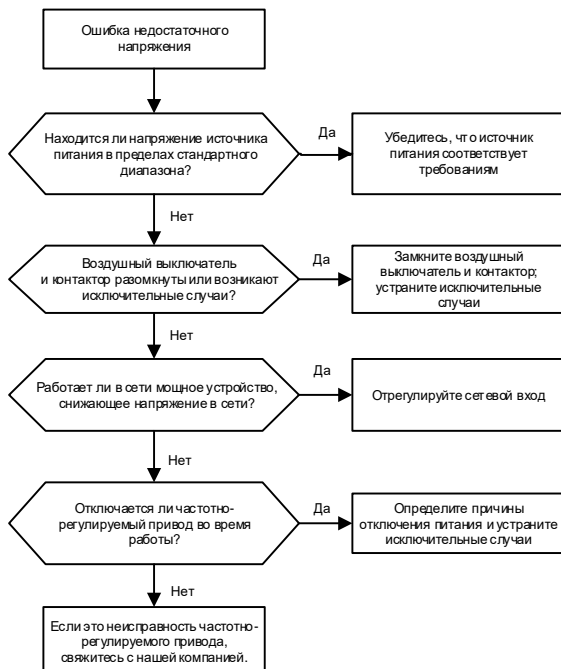 Ошибка недостаточного
напряжения
Находится ли напряжение источника
питания в пределах стандартного
диапазона?
Да
Убедитесь, что источник
питания соответствует
требованиям
Нет
Воздушный выключатель
и контактор разомкнуты или возникают
исключительные случаи?
Да
Замкните воздушный
выключатель и контактор;
устраните исключительные
случаи
Нет
Работает ли в сети мощное устройство,
снижающее напряжение в сети?
Да
Отрегулируйте сетевой вход
Нет
Отключается ли частотно-
регулируемый привод во время
работы?
Да
Определите причины
отключения питания и устраните
исключительные случаи
Нет
Если это неисправность частотно-
регулируемого привода,
свяжитесь с нашей компанией.